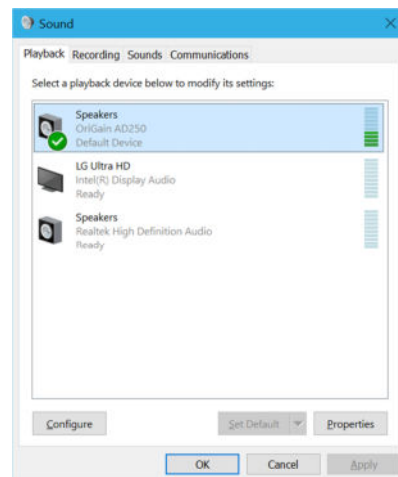 Sound
Playback Recording Sounds Communications
Select a playback device below to modify its settings:
Speakers
OriGain AD250
Default Device
LG Ultra HD
Intel(R) Display Audio
Ready
Speakers
Realtek High Definition Audio
Ready
Configure Set Default Properties
OK Cancel Apply